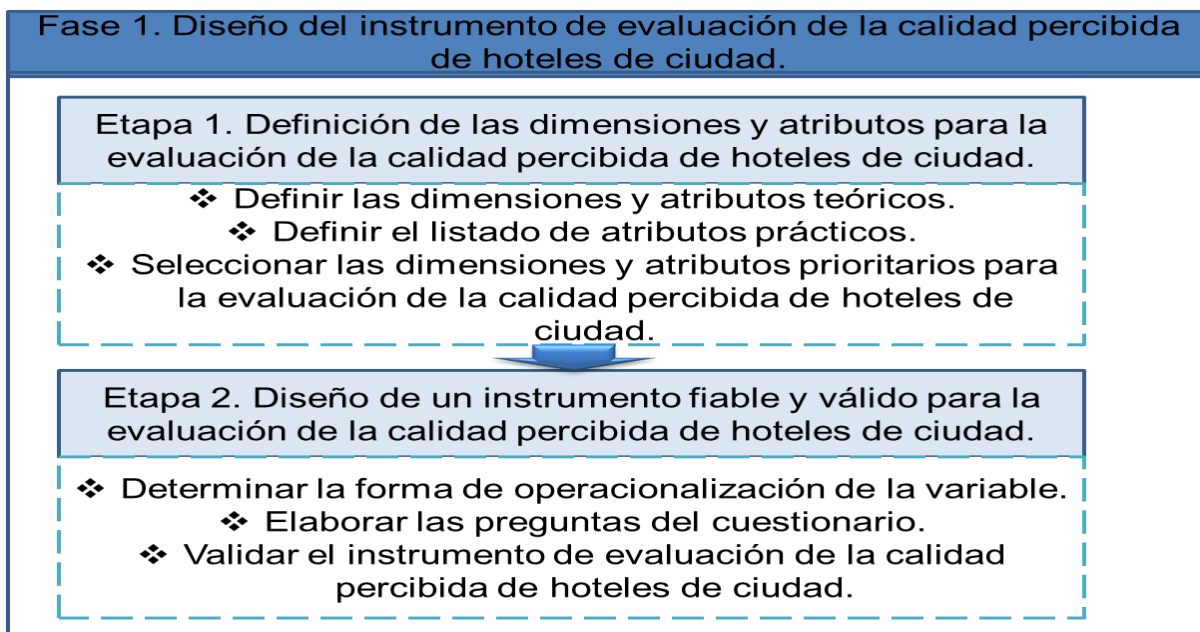 Fase 1. Diseño del instrumento de evaluación de la calidad percibida
de hoteles de ciudad.
Etapa 1. Definición de las dimensiones y atributos para la
evaluación de la calidad percibida de hoteles de ciudad.
❖ Definir las dimensiones y atributos teóricos.
❖ Definir el listado de atributos prácticos.
❖ Seleccionar las dimensiones y atributos prioritarios para
la evaluación de la calidad percibida de hoteles de
ciudad.
Etapa 2. Diseño de un instrumento fiable y válido para la
evaluación de la calidad percibida de hoteles de ciudad.
❖ Determinar la forma de operacionalización de la variable.
❖ Elaborar las preguntas del cuestionario.
❖ Validar el instrumento de evaluación de la calidad
percibida de hoteles de ciudad.